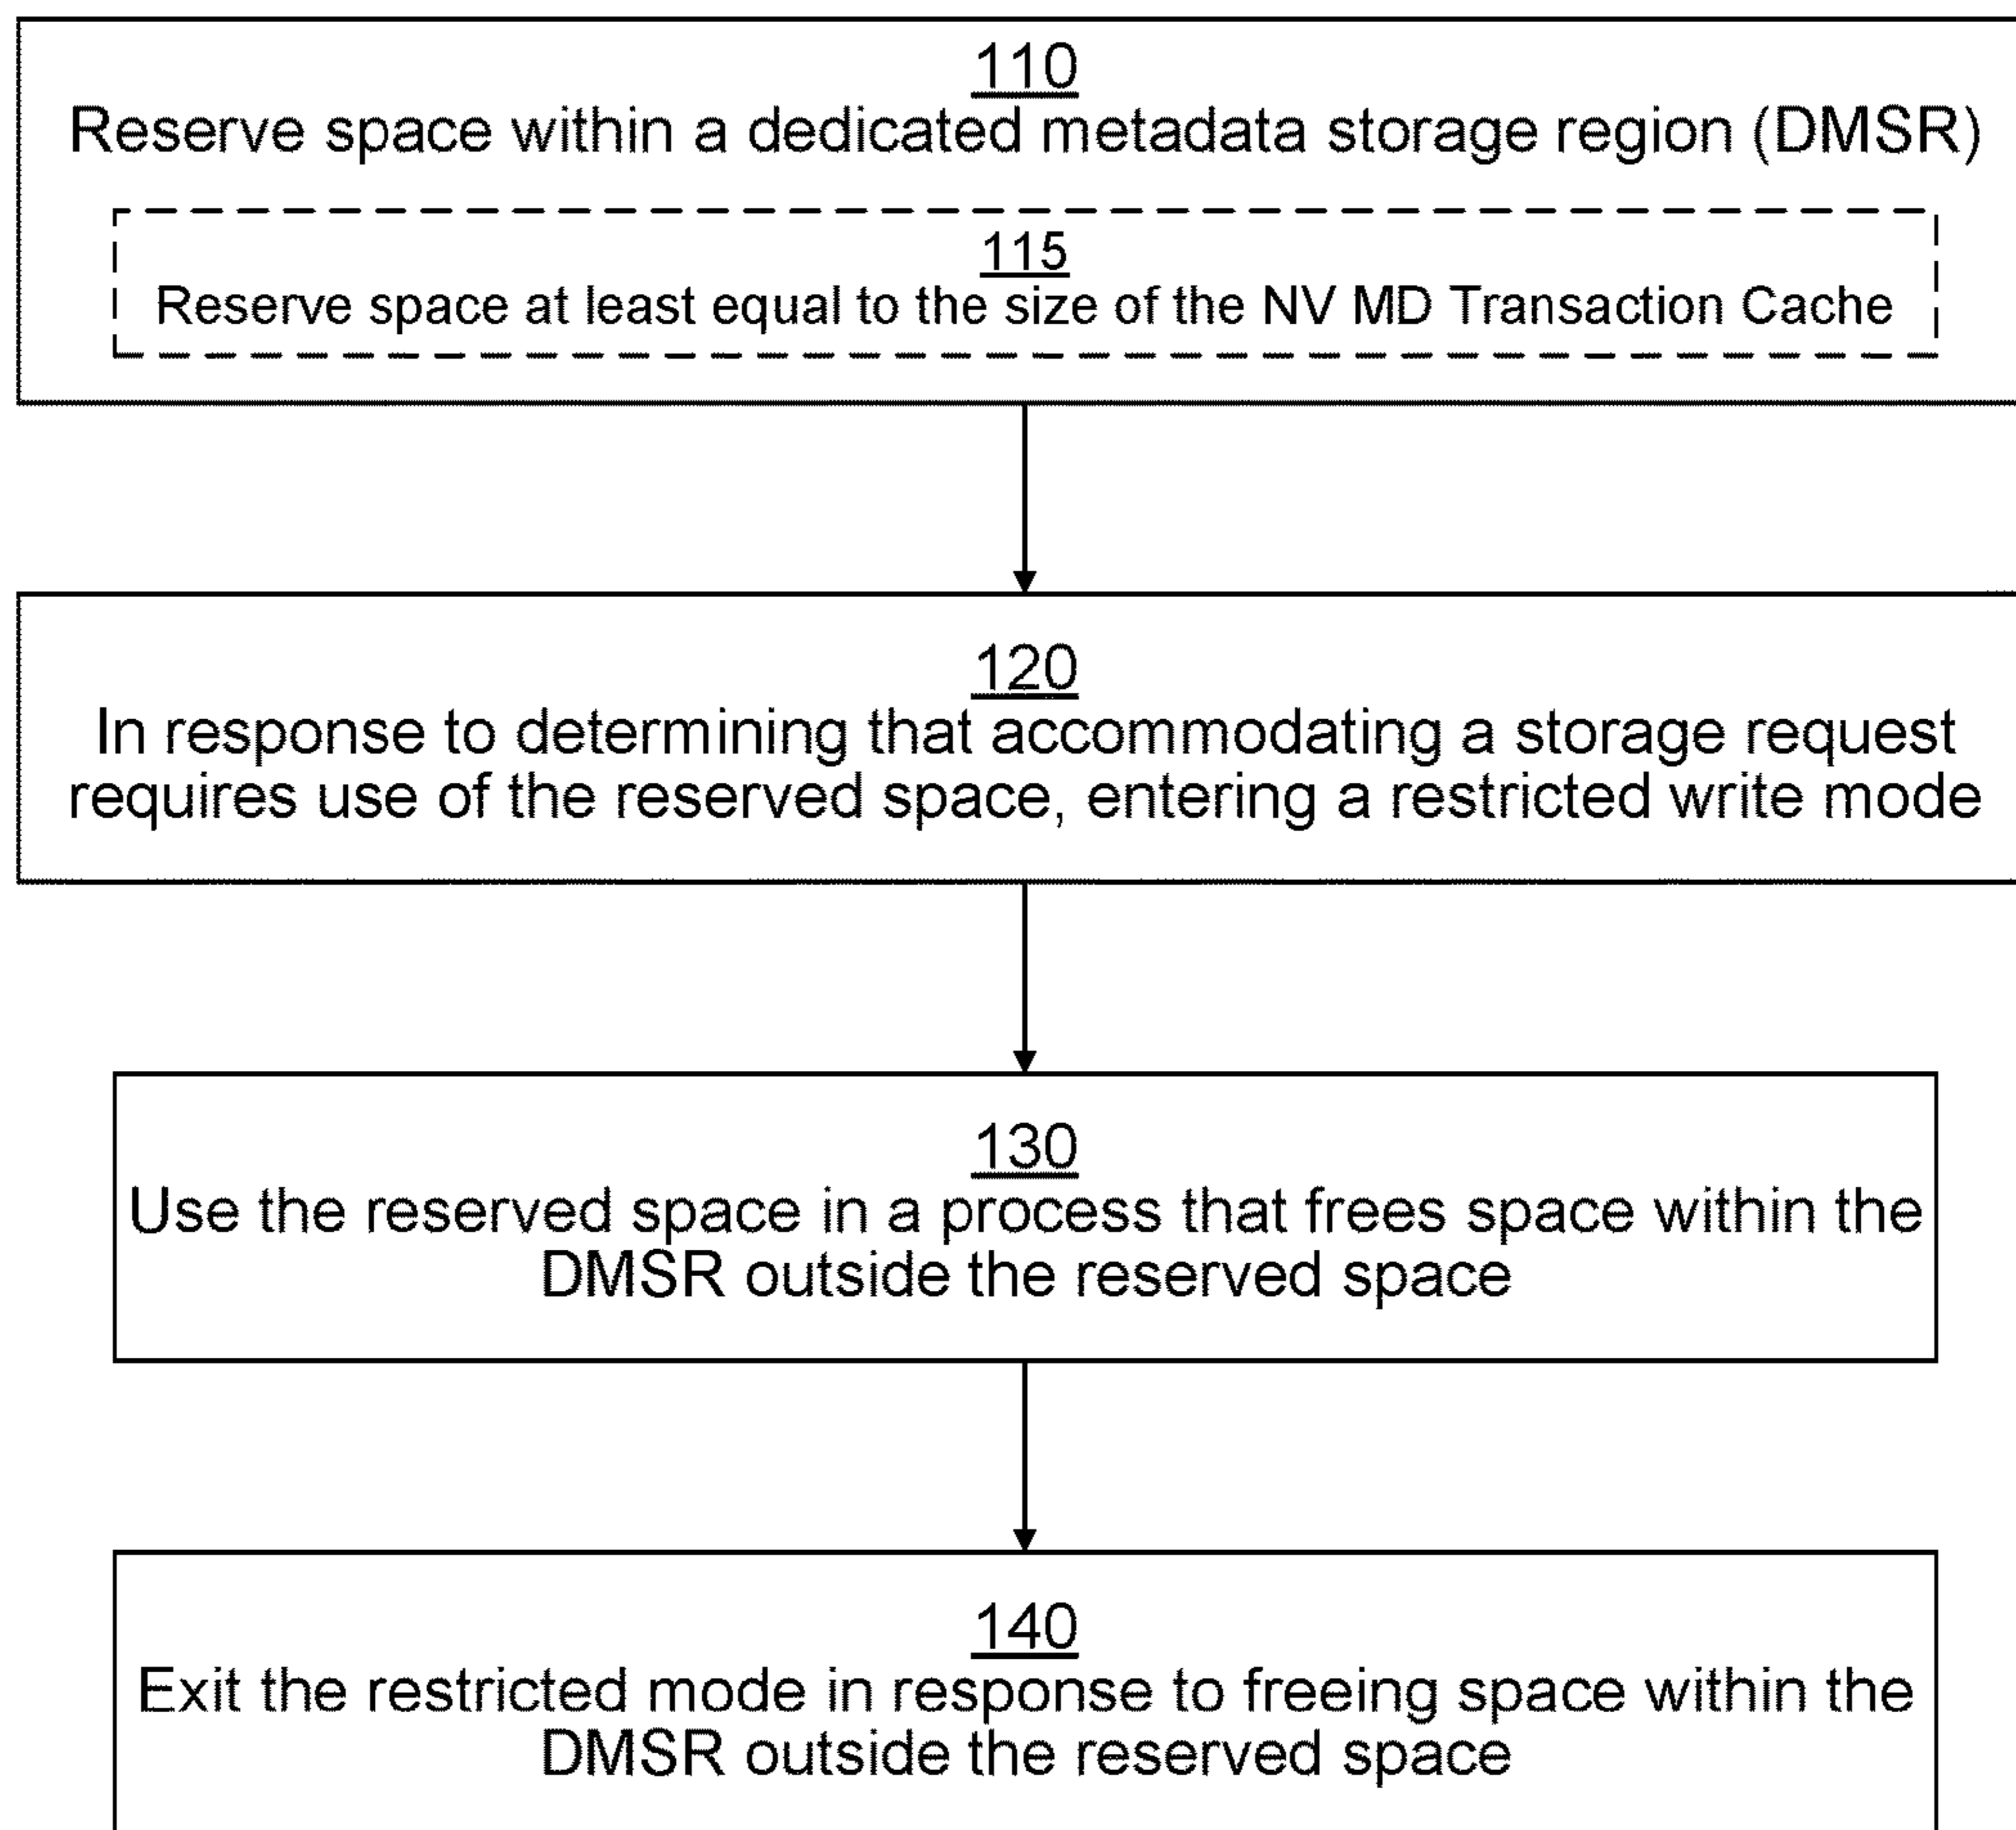 110
Reserve space within a dedicated metadata storage region (DMSR)
115
Reserve space at least equal to the size of the NV MD Transaction Cache
120
In response to determining that accommodating a storage request
requires use of the reserved space, entering a restricted write mode
130
Use the reserved space in a process that frees space within the
DMSR outside the reserved space
140
Exit the restricted mode in response to freeing space within the
DMSR outside the reserved space